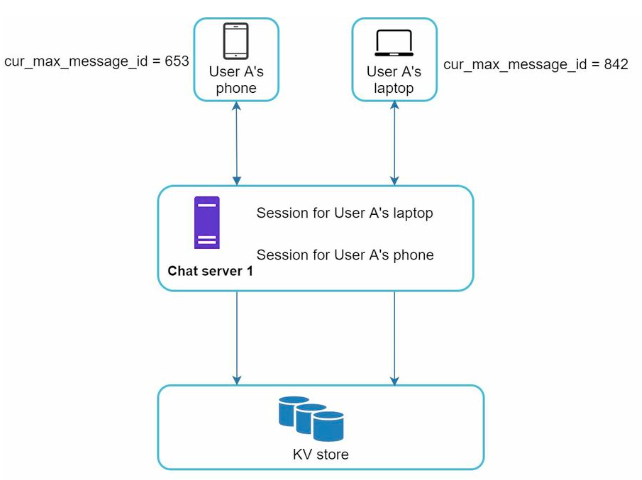 cur_max_message_id = 653
User A's
phone
User A's
laptop
cur_max_message_id = 842
Session for User A's laptop
Session for User A's phone
Chat server 1
KV store